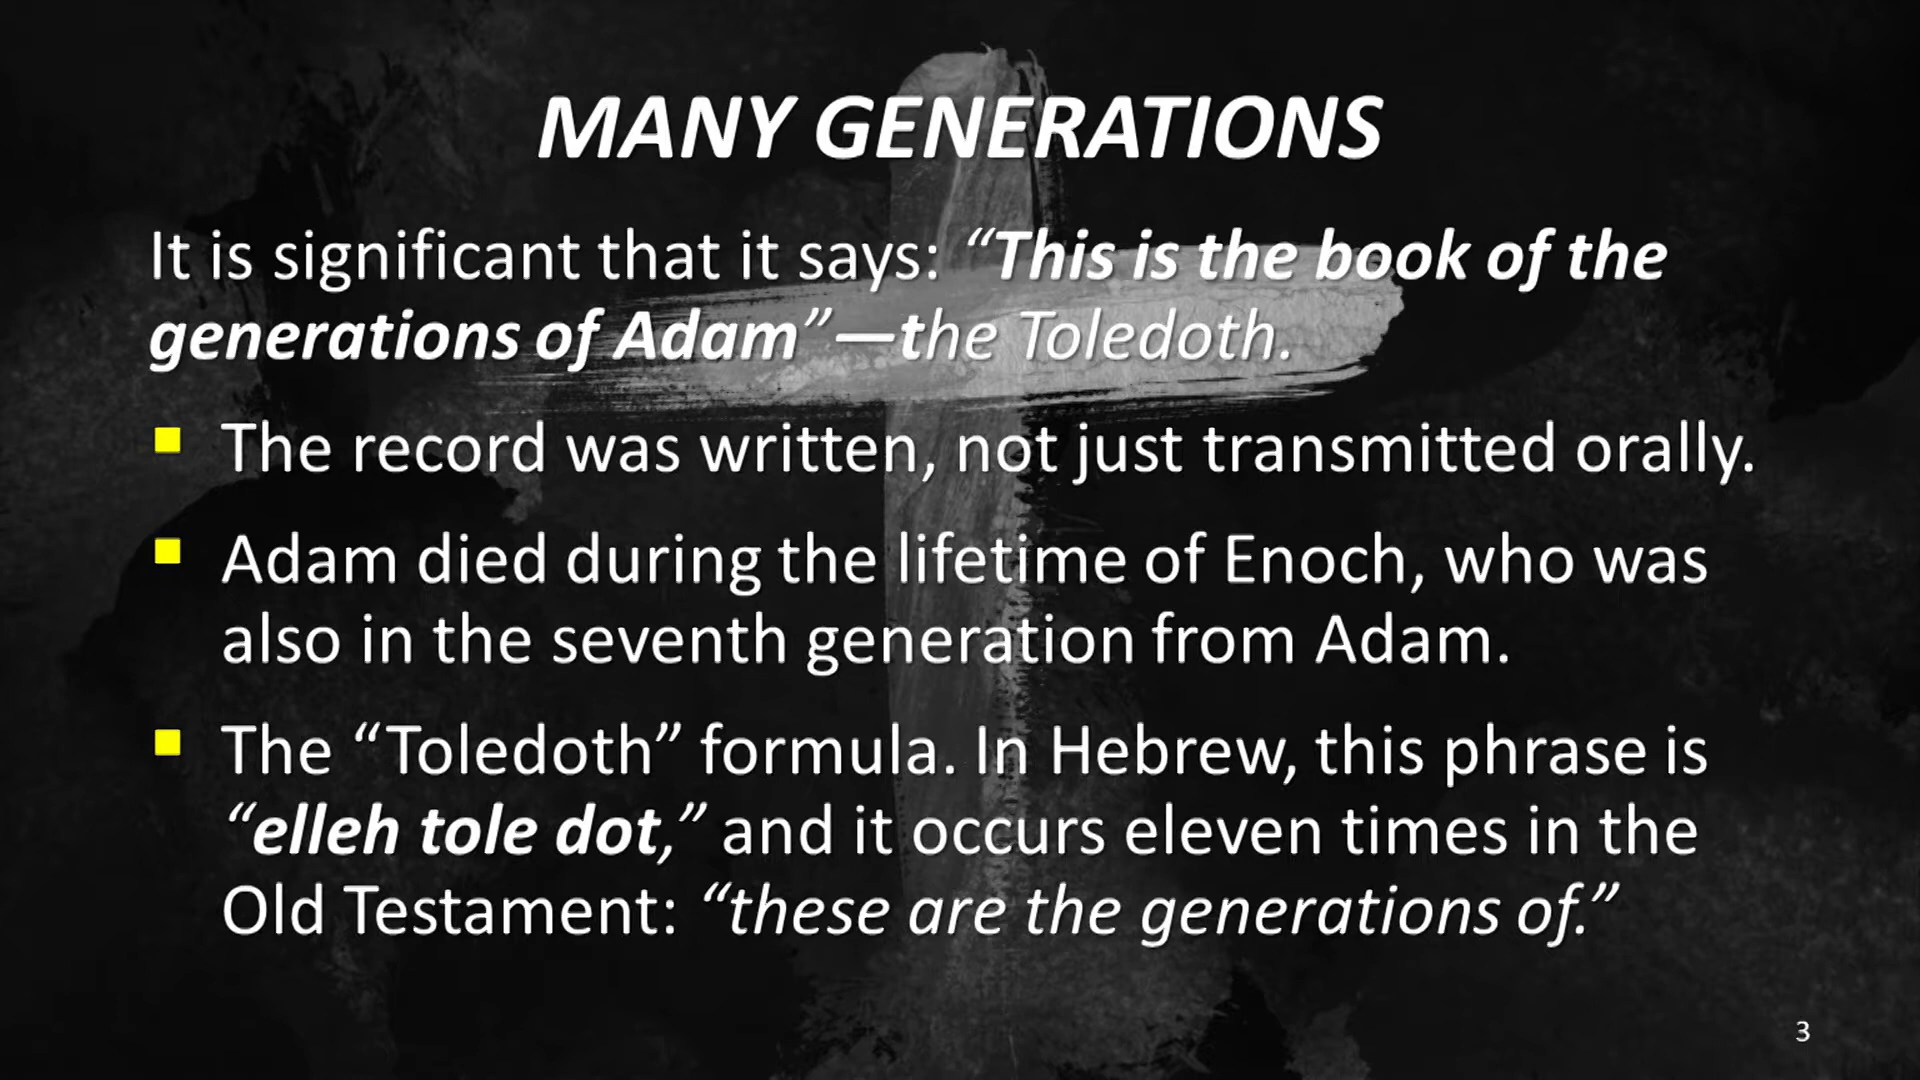 MANY GENERATIONS
It is significant that it says: “This is the book of the
generations of Adam”—the Toledoth.
The record was written, not just transmitted orally.
Adam died during the lifetime of Enoch, who was
also in the seventh generation from Adam.
The “Toledoth” formula. In Hebrew, this phrase is
“elleh tole dot,” and it occurs eleven times in the
Old Testament: “these are the generations of.”
3